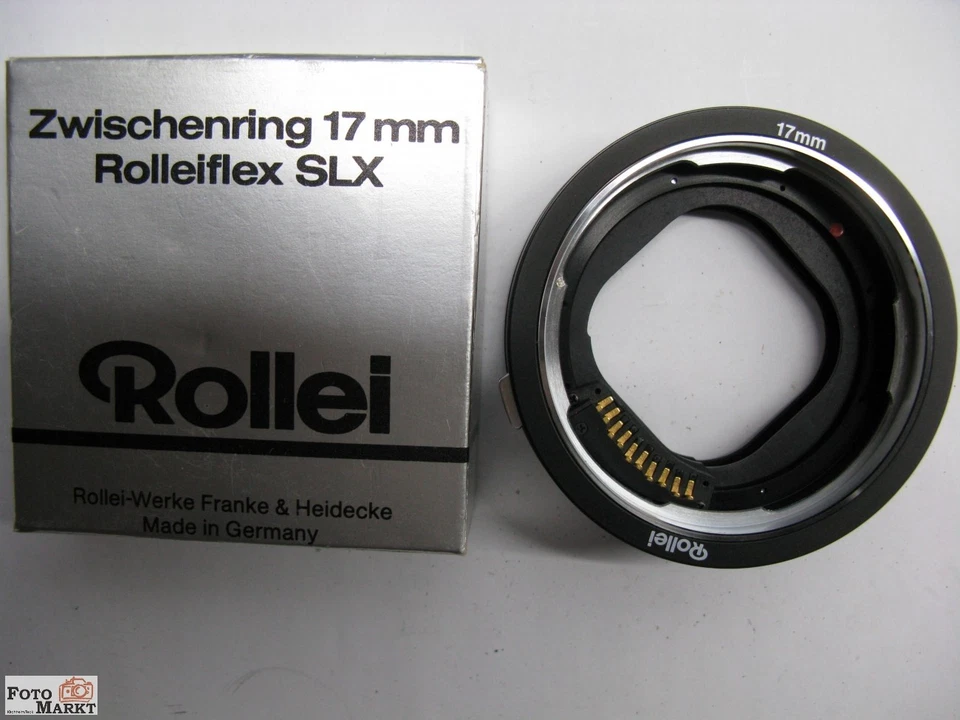 Zwischenring 17 mm
Rolleiflex SLX
Rollei
Rollei-Werke Franke & Heidecke
Made in Germany
17mm
Rollei
FOTO
MARKT